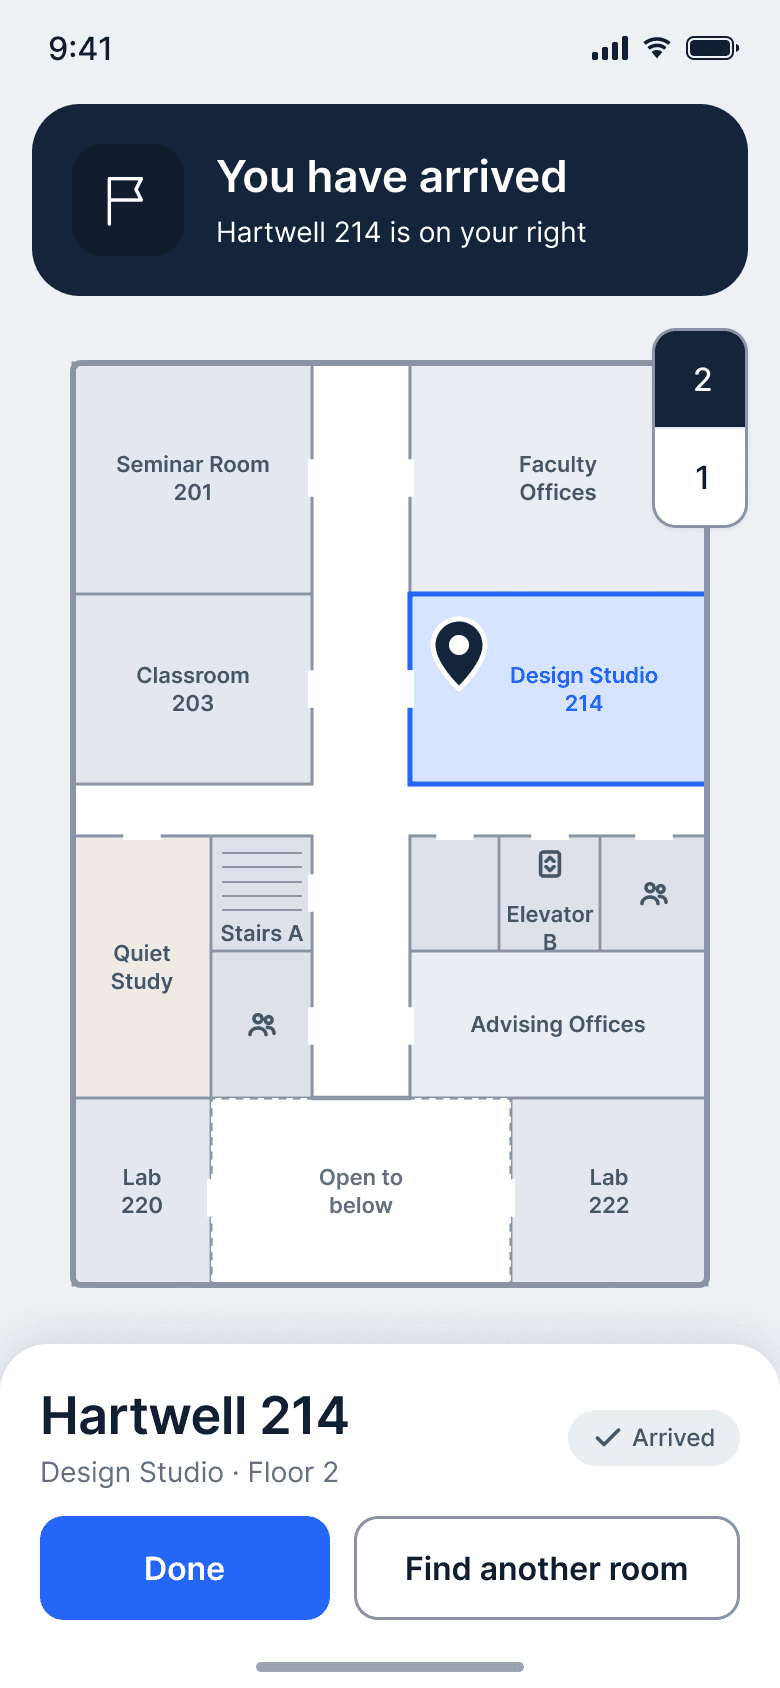 9:41
You have arrived
Hartwell 214 is on your right
2
1
Seminar Room
201
Faculty
Offices
Classroom
203
Design Studio
214
Quiet
Study
Stairs A
Elevator
B
Advising Offices
Lab
220
Open to
below
Lab
222
Hartwell 214
Design Studio · Floor 2
Arrived
Done
Find another room